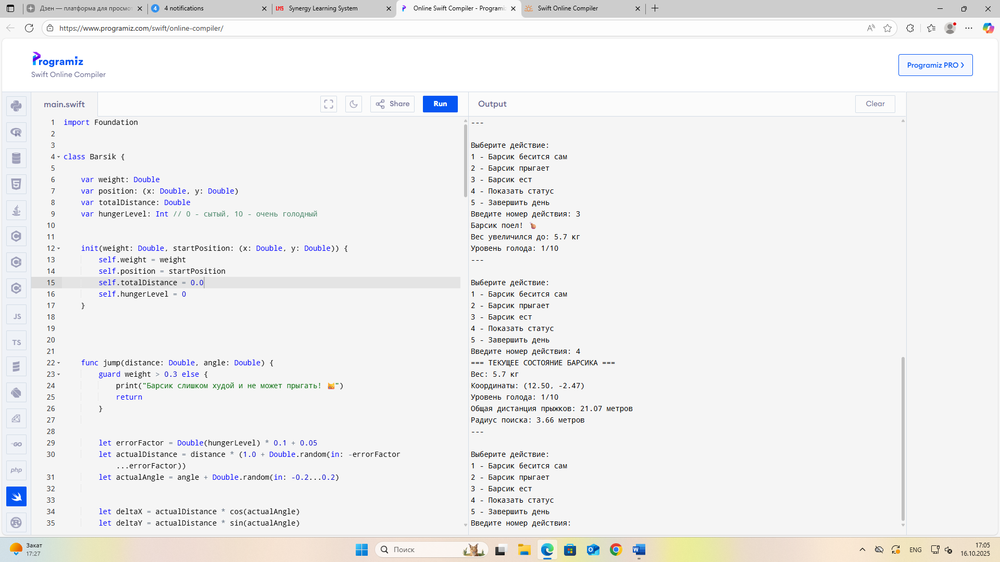 Дзен — платформа для просмот
4 notifications
LMS Synergy Learning System
Online Swift Compiler - Programiz
Swift Online Compiler
https://www.programiz.com/swift/online-compiler/
Programiz
Swift Online Compiler
Programiz PRO
main.swift
Share
Run
Output
Clear
1 import Foundation
2
3
4 class Barsik {
5
6 var weight: Double
7 var position: (x: Double, y: Double)
8 var totalDistance: Double
9 var hungerLevel: Int // 0 - сытый, 10 - очень голодный
10
11
12 init(weight: Double, startPosition: (x: Double, y: Double)) {
13 self.weight = weight
14 self.position = startPosition
15 self.totalDistance = 0.0
16 self.hungerLevel = 0
17 }
18
19
20
21
22 func jump(distance: Double, angle: Double) {
23 guard weight > 0.3 else {
24 print("Барсик слишком худой и не может прыгать! 😹")
25 return
26 }
27
28
29 let errorFactor = Double(hungerLevel) * 0.1 + 0.05
30 let actualDistance = distance * (1.0 + Double.random(in: -errorFactor
...errorFactor))
31 let actualAngle = angle + Double.random(in: -0.2...0.2)
32
33
34 let deltaX = actualDistance * cos(actualAngle)
35 let deltaY = actualDistance * sin(actualAngle)
---
Выберите действие:
1 - Барсик бесится сам
2 - Барсик прыгает
3 - Барсик ест
4 - Показать статус
5 - Завершить день
Введите номер действия: 3
Барсик поел! 🍗
Вес увеличился до: 5.7 кг
Уровень голода: 1/10
---
Выберите действие:
1 - Барсик бесится сам
2 - Барсик прыгает
3 - Барсик ест
4 - Показать статус
5 - Завершить день
Введите номер действия: 4
=== ТЕКУЩЕЕ СОСТОЯНИЕ БАРСИКА ===
Вес: 5.7 кг
Координаты: (12.50, -2.47)
Уровень голода: 1/10
Общая дистанция прыжков: 21.07 метров
Радиус поиска: 3.66 метров
---
Выберите действие:
1 - Барсик бесится сам
2 - Барсик прыгает
3 - Барсик ест
4 - Показать статус
5 - Завершить день
Введите номер действия:
JS
TS
GO
php
Закат
17:27
Поиск
ENG
17:05
16.10.2025